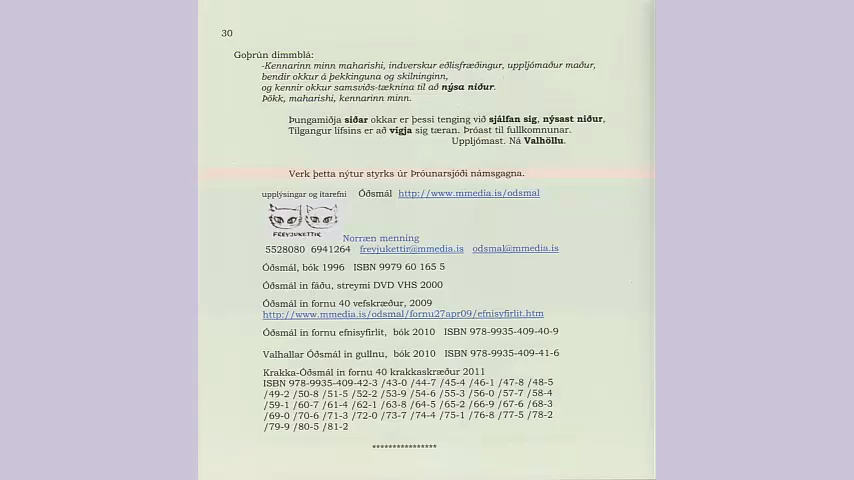 30
Goþrún dimmblá:
-Kennarinn minn maharishi, indverskur eðlisfræðingur, uppljómaður maður,
bendir okkur á þekkinguna og skilninginn,
og kennir okkur samsviðs-tæknina til að nýsa niður.
Þökk, maharishi, kennarinn minn.
Þungamiðja siðar okkar er þessi tenging við sjálfan sig, nýsast niður,
Tilgangur lífsins er að vígja sig tæran. Þróast til fullkomnunar.
Uppljómast. Ná Valhöllu.
Verk þetta nýtur styrks úr Þróunarsjóði námsgagna.
upplýsingar og ítarefni Óðsmál http://www.mmedia.is/odsmal
FREYJUKETTIR
Norræn menning
5528080 6941264 freyjukettir@mmedia.is odsmal@mmedia.is
Óðsmál, bók 1996 ISBN 9979 60 165 5
Óðsmál in fáðu, streymi DVD VHS 2000
Óðsmál in fornu 40 vefskræður, 2009
http://www.mmedia.is/odsmal/fornu27apr09/efnisyfirlit.htm
Óðsmál in fornu efnisyfirlit, bók 2010 ISBN 978-9935-409-40-9
Valhallar Óðsmál in gullnu, bók 2010 ISBN 978-9935-409-41-6
Krakka-Óðsmál in fornu 40 krakkaskræður 2011
ISBN 978-9935-409-42-3 /43-0 /44-7 /45-4 /46-1 /47-8 /48-5
/49-2 /50-8 /51-5 /52-2 /53-9 /54-6 /55-3 /56-0 /57-7 /58-4
/59-1 /60-7 /61-4 /62-1 /63-8 /64-5 /65-2 /66-9 /67-6 /68-3
/69-0 /70-6 /71-3 /72-0 /73-7 /74-4 /75-1 /76-8 /77-5 /78-2
/79-9 /80-5 /81-2
****************